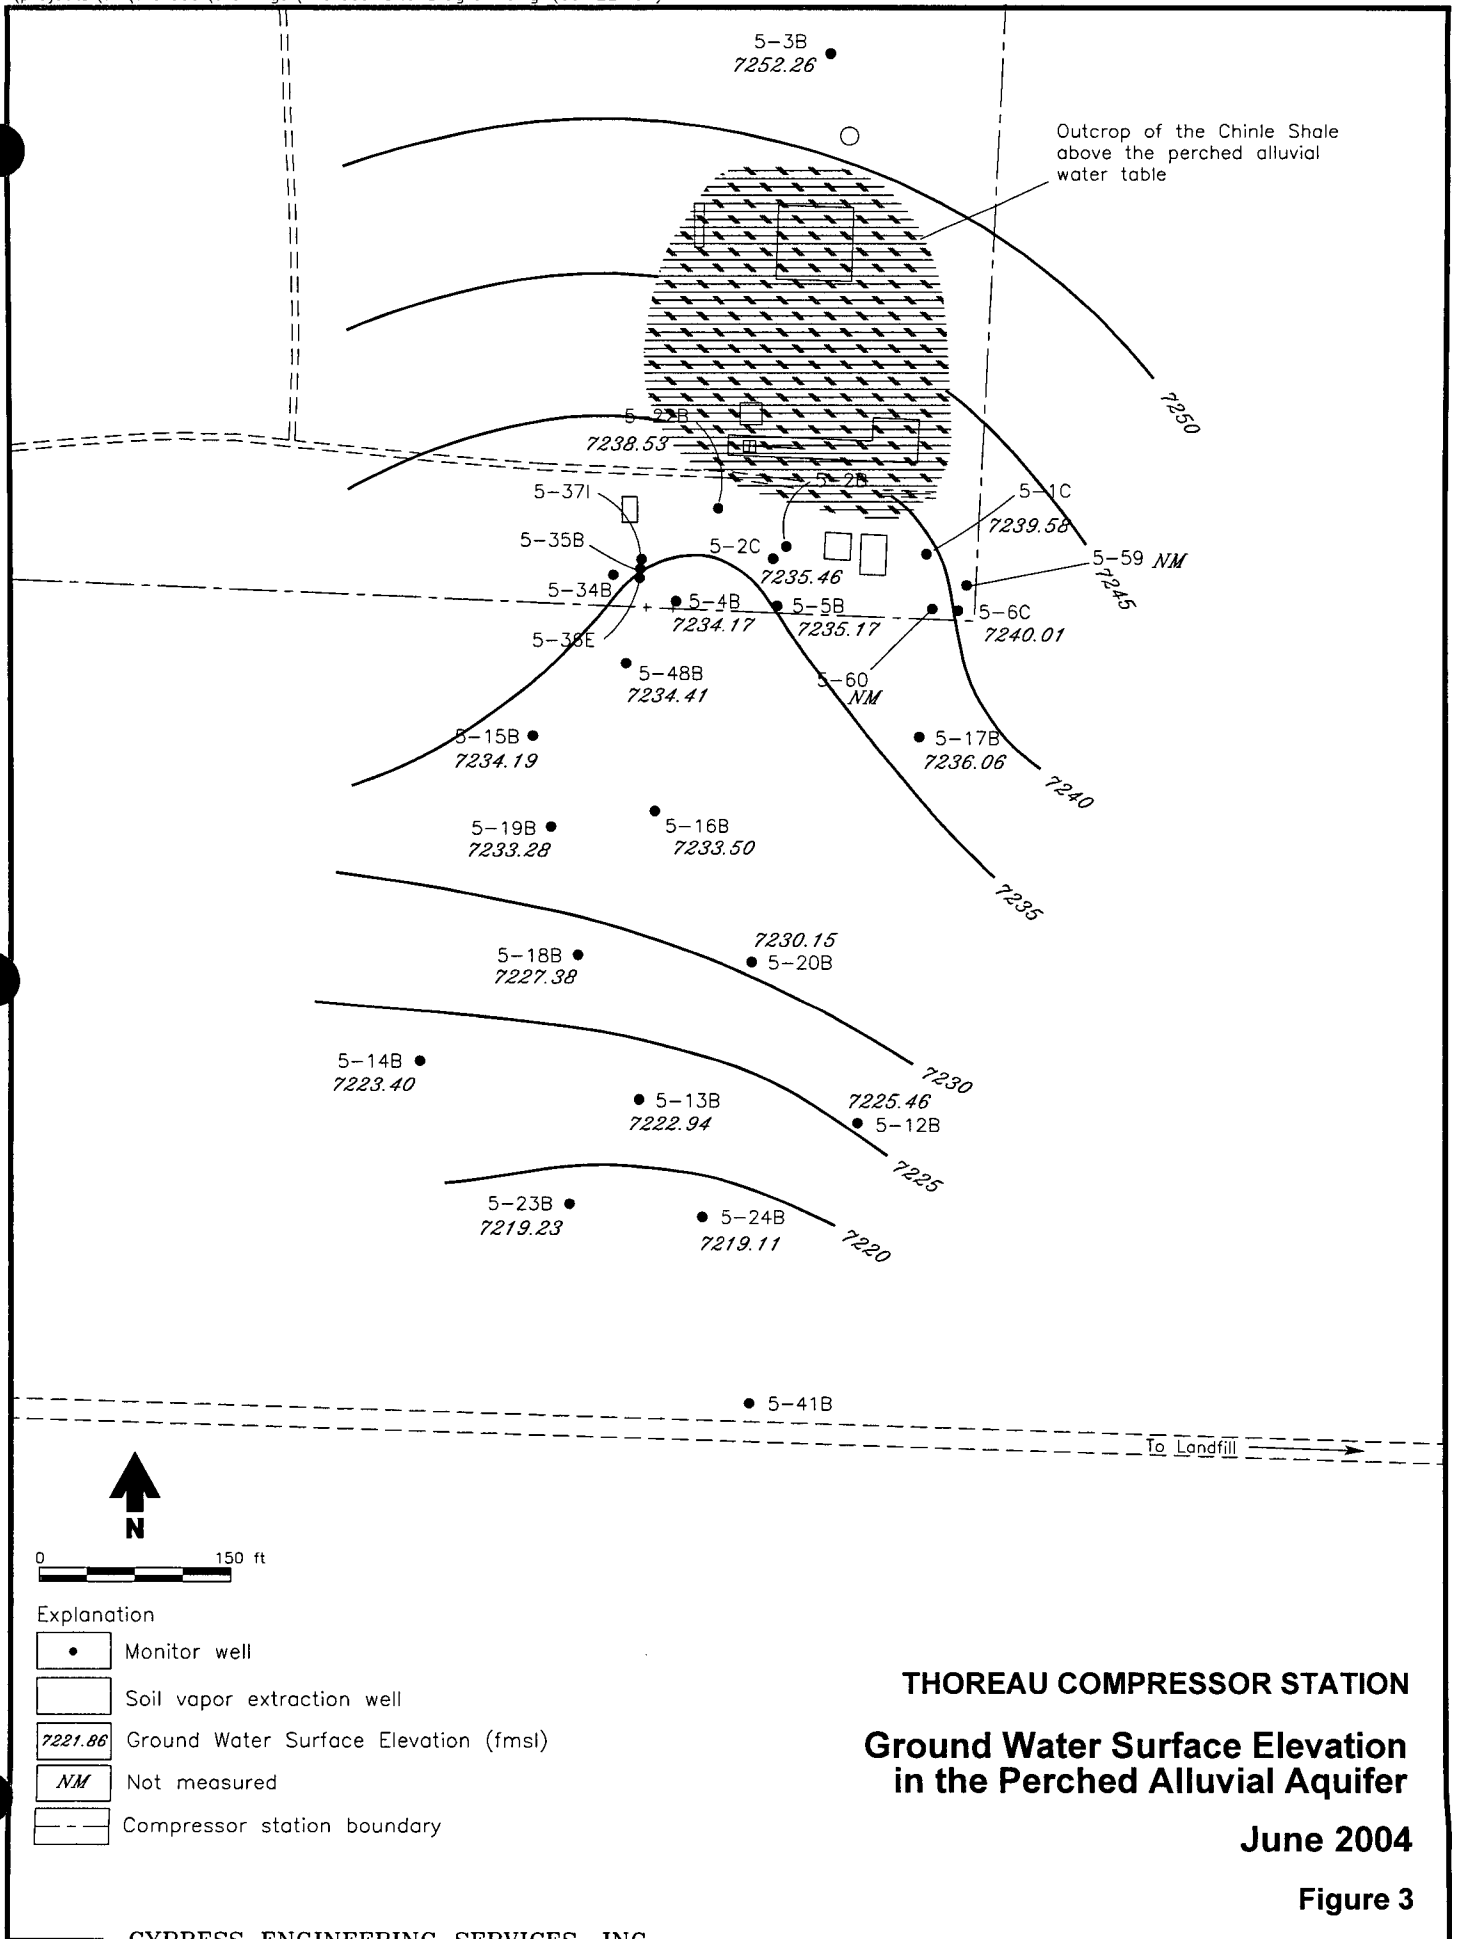 5-3B
7252.26
Outcrop of the Chinle Shale
above the perched alluvial
water table
7250
5-22B
7238.53
5-2B
5-37I
5-1C
7239.58
5-35B
5-2C
7235.46
5-59 NM
7245
5-34B
5-4B
7234.17
5-5B
7235.17
5-6C
7240.01
5-36E
5-48B
7234.41
5-60
NM
5-15B
7234.19
5-17B
7236.06
7240
5-19B
7233.28
5-16B
7233.50
7235
7230.15
5-20B
5-18B
7227.38
5-14B
7223.40
7230
5-13B
7222.94
7225.46
5-12B
7225
5-23B
7219.23
5-24B
7219.11
7220
5-41B
To Landfill
N
0 150 ft
Explanation
Monitor well
Soil vapor extraction well
7221.86 Ground Water Surface Elevation (fmsl)
NM Not measured
Compressor station boundary
THOREAU COMPRESSOR STATION
Ground Water Surface Elevation
in the Perched Alluvial Aquifer
June 2004
Figure 3
CYPRESS ENGINEERING SERVICES, INC